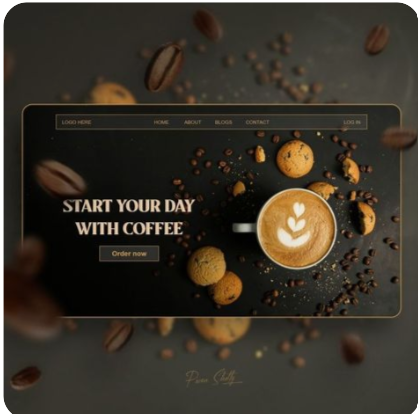 LOGO HERE HOME ABOUT BLOGS CONTACT LOG IN
START YOUR DAY
WITH COFFEE
Order now